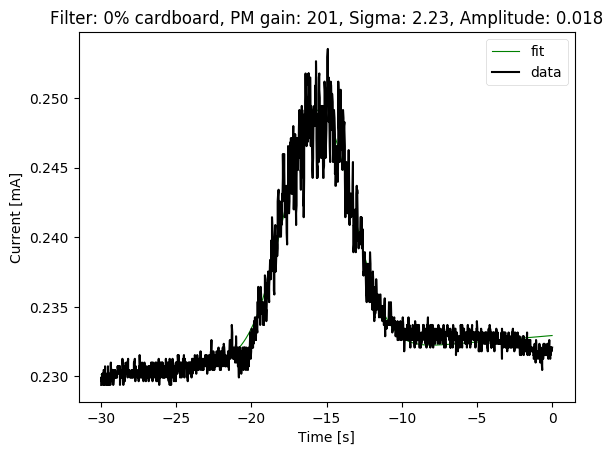 Filter: 0% cardboard, PM gain: 201, Sigma: 2.23, Amplitude: 0.018
fit
data
0.250
0.245
0.240
0.235
0.230
Current [mA]
−30 −25 −20 −15 −10 −5 0
Time [s]